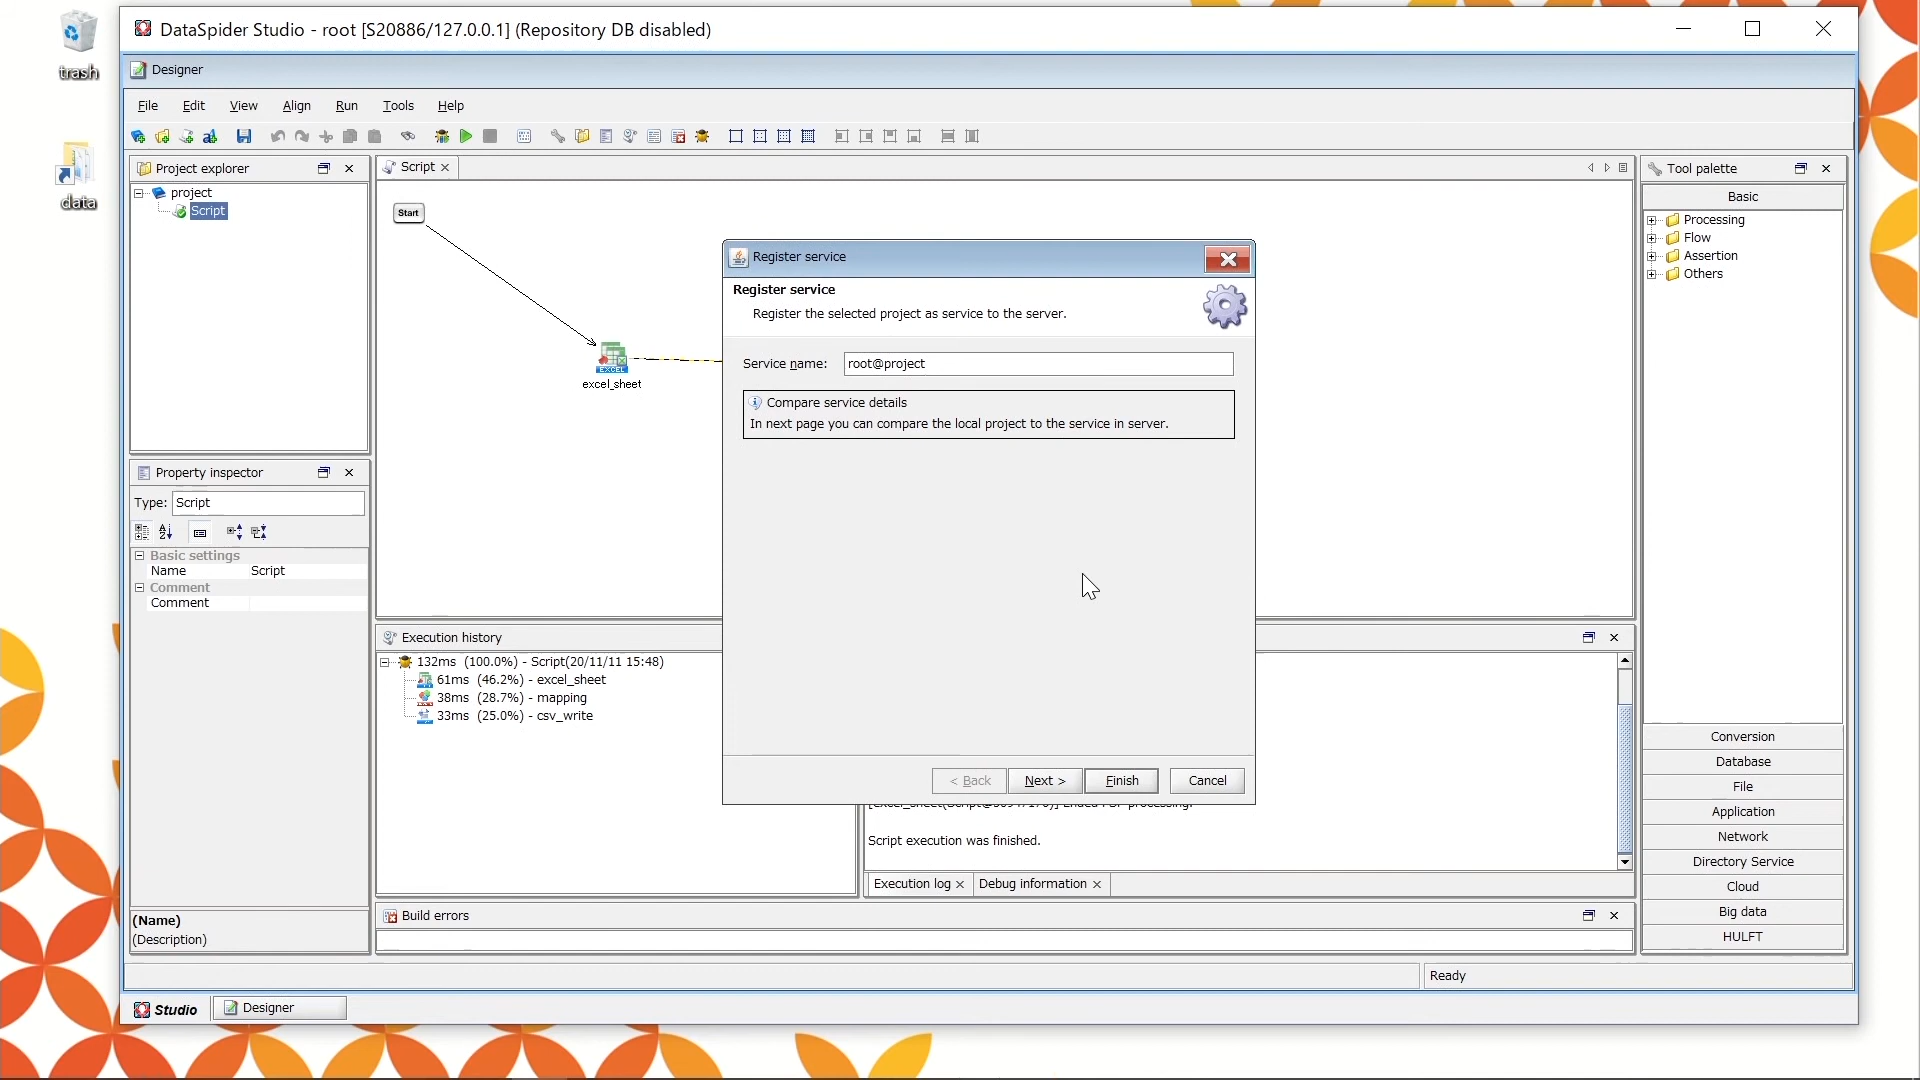 trash
data
DataSpider Studio - root [S20886/127.0.0.1] (Repository DB disabled)
Designer
File Edit View Align Run Tools Help
Project explorer
project
Script
Script
Start
excel_sheet
Tool palette
Basic
Processing
Flow
Assertion
Others
Conversion
Database
File
Application
Network
Directory Service
Cloud
Big data
HULFT
Register service
Register service
Register the selected project as service to the server.
Service name: root@project
Compare service details
In next page you can compare the local project to the service in server.
< Back Next > Finish Cancel
Property inspector
Type: Script
Basic settings
Name Script
Comment
Comment
(Name)
(Description)
Execution history
132ms (100.0%) - Script(20/11/11 15:48)
61ms (46.2%) - excel_sheet
38ms (28.7%) - mapping
33ms (25.0%) - csv_write
Script execution was finished.
Execution log Debug information
Build errors
Ready
Studio Designer